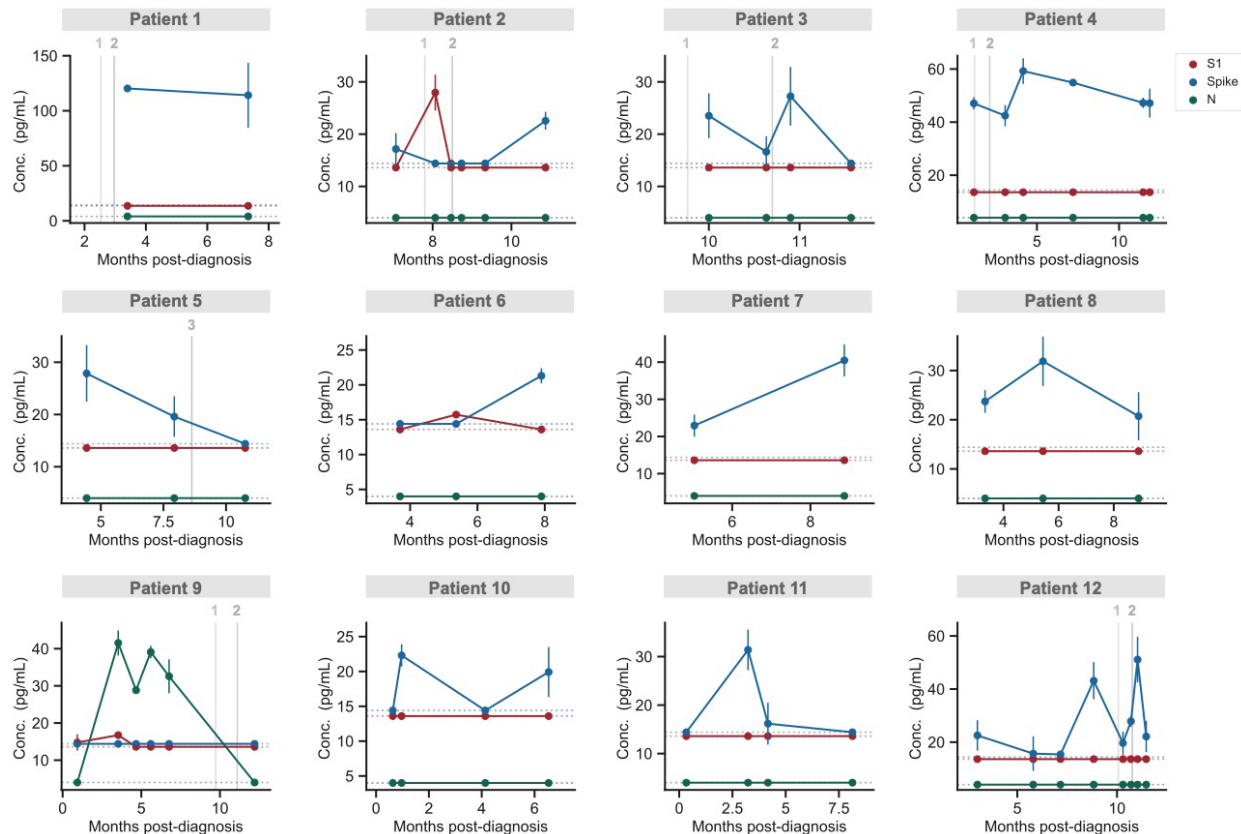 Patient 1
Patient 2
Patient 3
Patient 4
1 2
1 2
1 2
1 2
150
100
50
0
Conc. (pg/mL)
2 4 6 8
Months post-diagnosis
30
20
10
Conc. (pg/mL)
8 10
Months post-diagnosis
30
20
10
Conc. (pg/mL)
10 11
Months post-diagnosis
60
40
20
Conc. (pg/mL)
5 10
Months post-diagnosis
S1
Spike
N
Patient 5
Patient 6
Patient 7
Patient 8
3
30
20
10
Conc. (pg/mL)
5 7.5 10
Months post-diagnosis
25
20
15
10
5
Conc. (pg/mL)
4 6 8
Months post-diagnosis
40
30
20
10
Conc. (pg/mL)
6 8
Months post-diagnosis
30
20
10
Conc. (pg/mL)
4 6 8
Months post-diagnosis
Patient 9
Patient 10
Patient 11
Patient 12
1 2
1 2
40
30
20
10
Conc. (pg/mL)
0 5 10
Months post-diagnosis
25
20
15
10
5
Conc. (pg/mL)
0 2 4 6
Months post-diagnosis
30
20
10
Conc. (pg/mL)
0 2.5 5 7.5
Months post-diagnosis
60
40
20
Conc. (pg/mL)
5 10
Months post-diagnosis